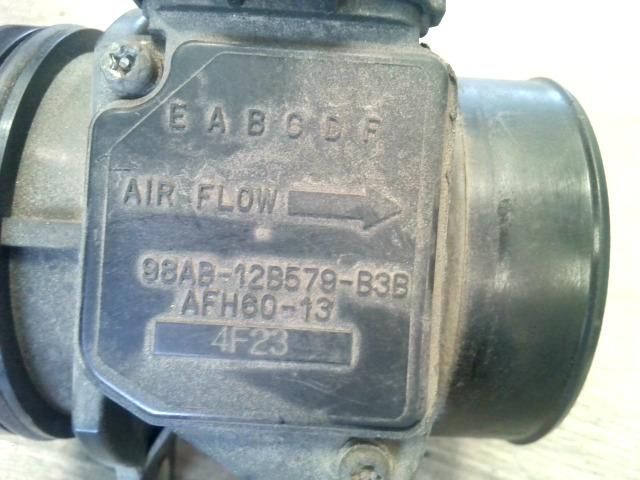 E A B C D F
AIR FLOW
98AB-12B579-B3B
AFH60-13
4F23